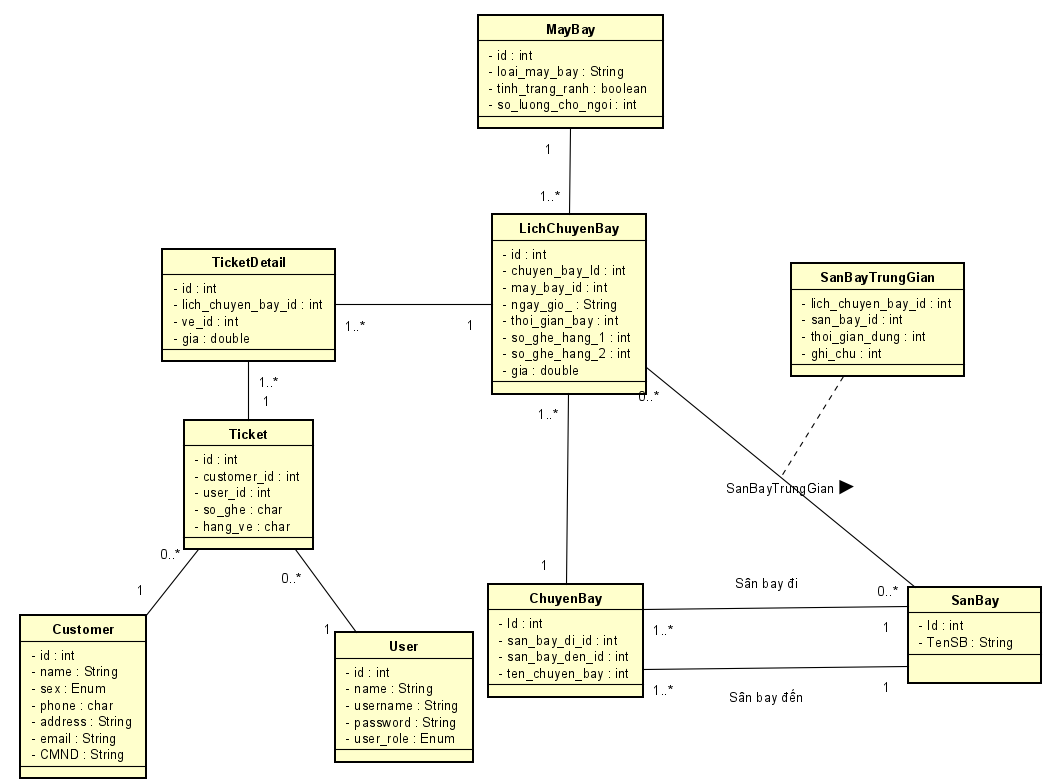 MayBay
- id : int
- loai_may_bay : String
- tinh_trang_ranh : boolean
- so_luong_cho_ngoi : int
1
1..*
LichChuyenBay
- id : int
- chuyen_bay_Id : int
- may_bay_id : int
- ngay_gio_ : String
- thoi_gian_bay : int
- so_ghe_hang_1 : int
- so_ghe_hang_2 : int
- gia : double
TicketDetail
- id : int
- lich_chuyen_bay_id : int
- ve_id : int
- gia : double
1..*
1
SanBayTrungGian
- lich_chuyen_bay_id : int
- san_bay_id : int
- thoi_gian_dung : int
- ghi_chu : int
1..*
1
0..*
1..*
Ticket
- id : int
- customer_id : int
- user_id : int
- so_ghe : char
- hang_ve : char
SanBayTrungGian ▶
0..*
1
0..*
1
1
Sân bay đi
0..*
1..*
1
Sân bay đến
1..*
1
ChuyenBay
- Id : int
- san_bay_di_id : int
- san_bay_den_id : int
- ten_chuyen_bay : int
SanBay
- Id : int
- TenSB : String
Customer
- id : int
- name : String
- sex : Enum
- phone : char
- address : String
- email : String
- CMND : String
User
- id : int
- name : String
- username : String
- password : String
- user_role : Enum